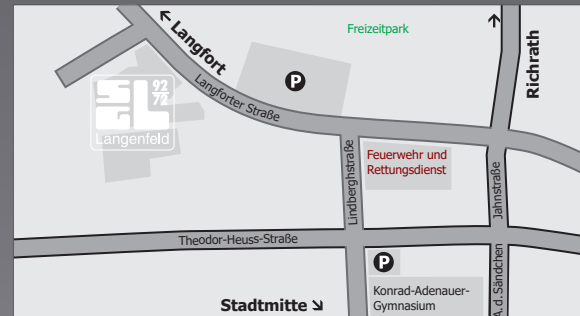 Langfort
Freizeitpark
Richrath
P
92
72
SGL
Langenfeld
Langforter Straße
Lindberghstraße
Feuerwehr und
Rettungsdienst
Jahnstraße
Theodor-Heuss-Straße
P
A. d. Sändchen
Konrad-Adenauer-
Gymnasium
Stadtmitte